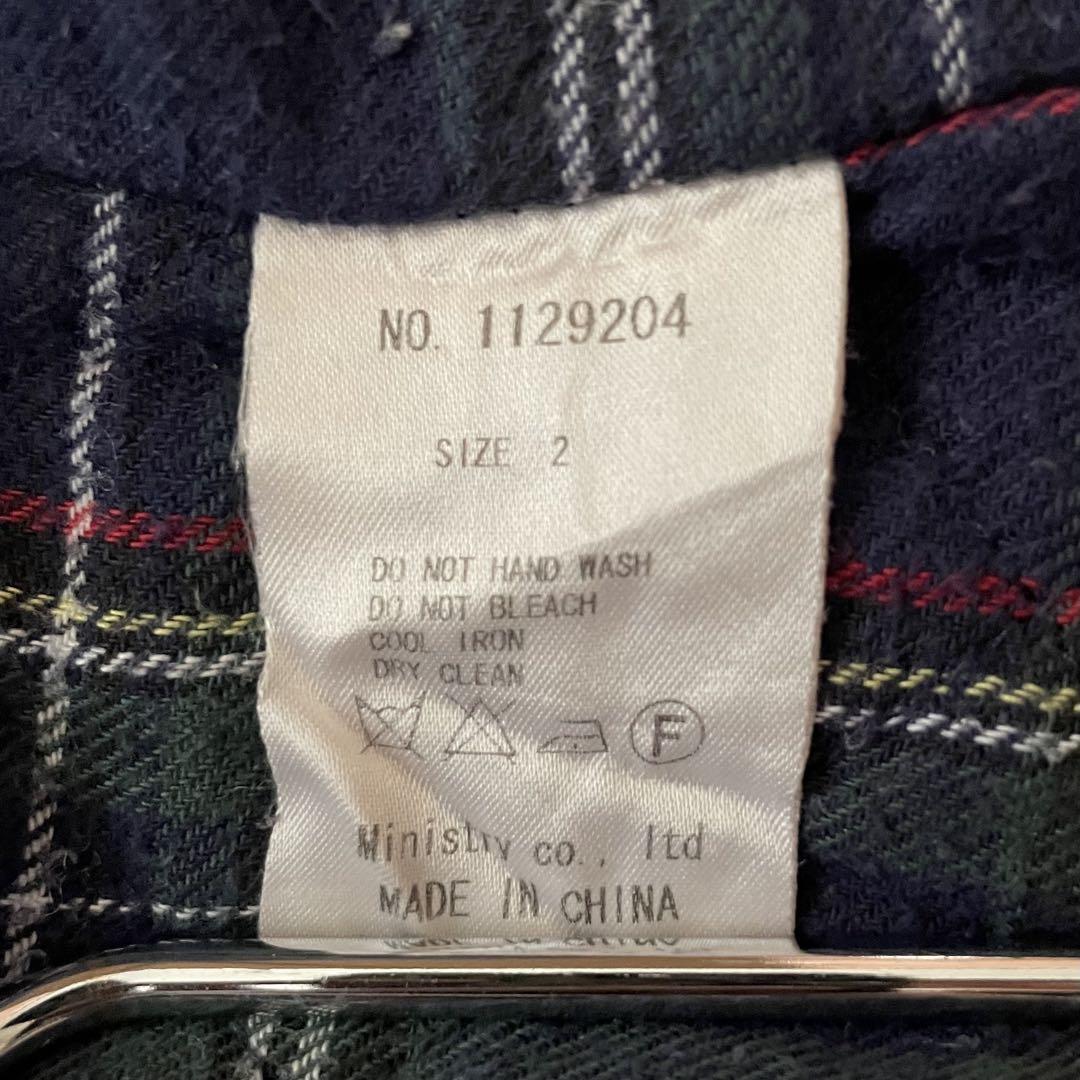 NO. 1129204
SIZE 2
DO NOT HAND WASH
DO NOT BLEACH
COOL IRON
DRY CLEAN
F
Ministry co., ltd
MADE IN CHINA